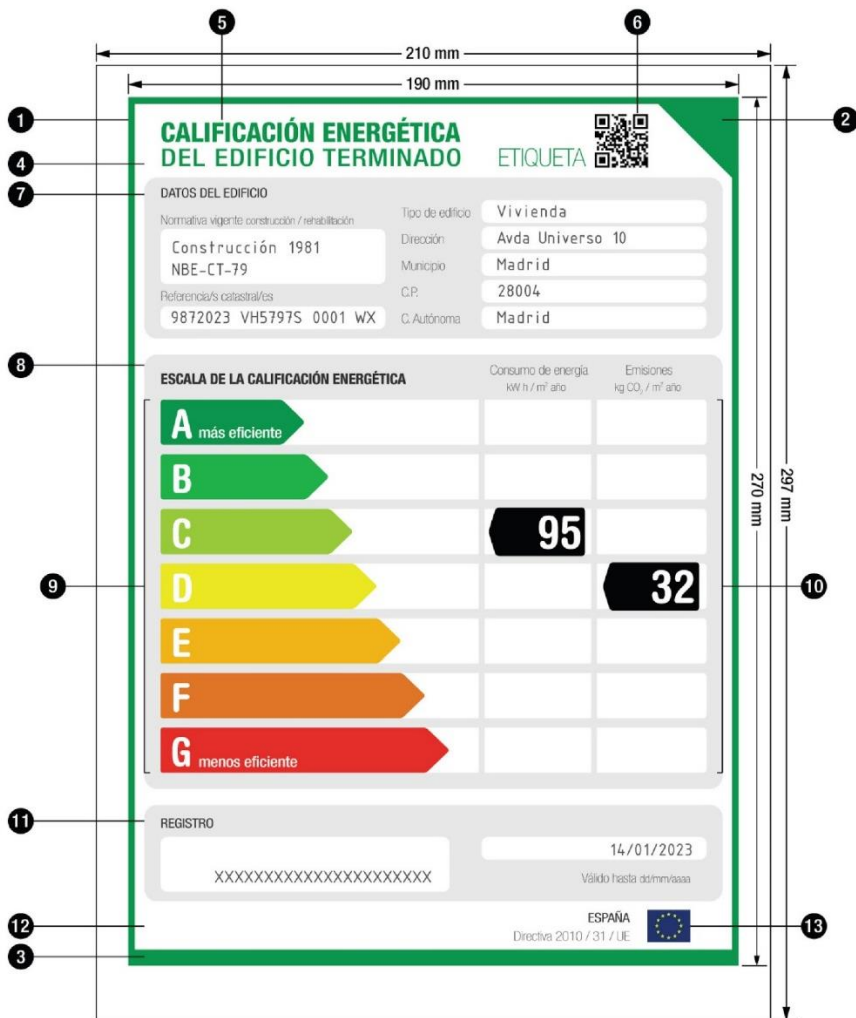 5
6
210 mm
190 mm
1
CALIFICACIÓN ENERGÉTICA
2
4
DEL EDIFICIO TERMINADO
ETIQUETA
7
DATOS DEL EDIFICIO
Normativa vigente construcción / rehabilitación
Construcción 1981
NBE-CT-79
Referencia/s catastral/es
9872023 VH5797S 0001 WX
Tipo de edificio Vivienda
Dirección Avda Universo 10
Municipio Madrid
C.P. 28004
C. Autónoma Madrid
8
ESCALA DE LA CALIFICACIÓN ENERGÉTICA
Consumo de energía
kW h / m² año
Emisiones
kg CO₂ / m² año
A más eficiente
B
C 95
9
D 32
10
E
F
G menos eficiente
270 mm
297 mm
11
REGISTRO
XXXXXXXXXXXXXXXXXXXXXX
14/01/2023
Válido hasta dd/mm/aaaa
12
ESPAÑA
Directiva 2010 / 31 / UE
13
3